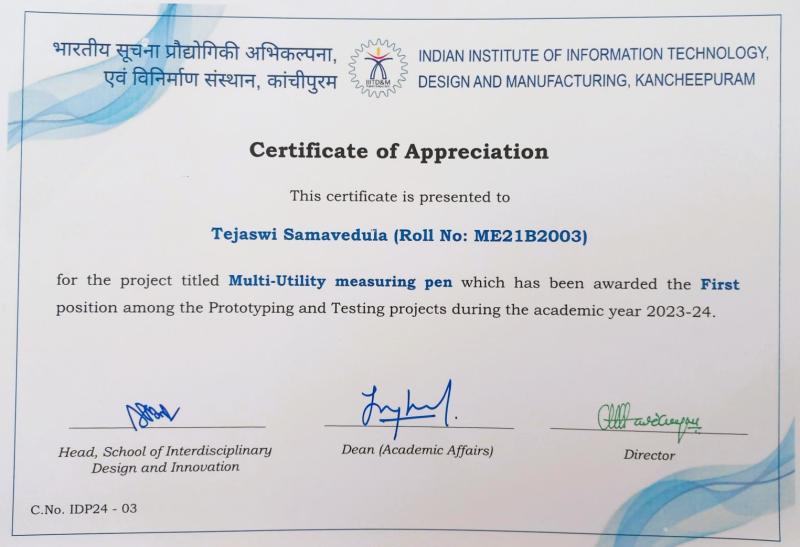 भारतीय सूचना प्रौद्योगिकी अभिकल्पना,
एवं विनिर्माण संस्थान, कांचीपुरम
IIITD&M
INDIAN INSTITUTE OF INFORMATION TECHNOLOGY,
DESIGN AND MANUFACTURING, KANCHEEPURAM
Certificate of Appreciation
This certificate is presented to
Tejaswi Samavedula (Roll No: ME21B2003)
for the project titled Multi-Utility measuring pen which has been awarded the First
position among the Prototyping and Testing projects during the academic year 2023-24.
Head, School of Interdisciplinary
Design and Innovation
Dean (Academic Affairs)
Director
C.No. IDP24 - 03